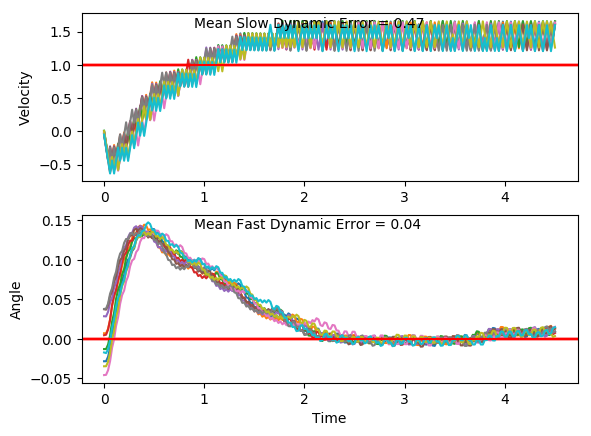 Mean Slow Dynamic Error = 0.47
1.5
1.0
0.5
0.0
−0.5
Velocity
0 1 2 3 4
Mean Fast Dynamic Error = 0.04
0.15
0.10
0.05
0.00
−0.05
Angle
0 1 2 3 4
Time